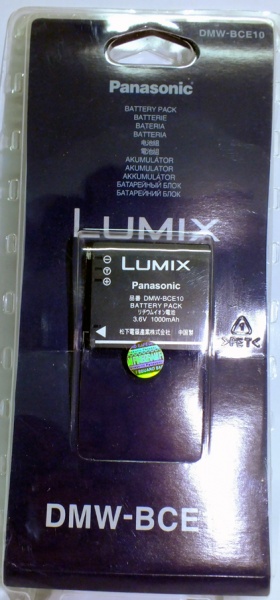 DMW-BCE10
Panasonic
BATTERY PACK
BATTERIE
BATERIA
BATTERIA
电池组
電池組
AKUMULATOR
AKUMULÁTOR
AKKUMULÁTOR
БАТАРЕЙНЫЙ БЛОК
БАТАРЕЙНИЙ БЛОК
LUMIX
LUMIX
Panasonic
品番 DMW-BCE10
BATTERY PACK
リチウムイオン電池
3.6V 1000mAh
松下電器産業株式会社 中国製
PET
DMW-BCE1